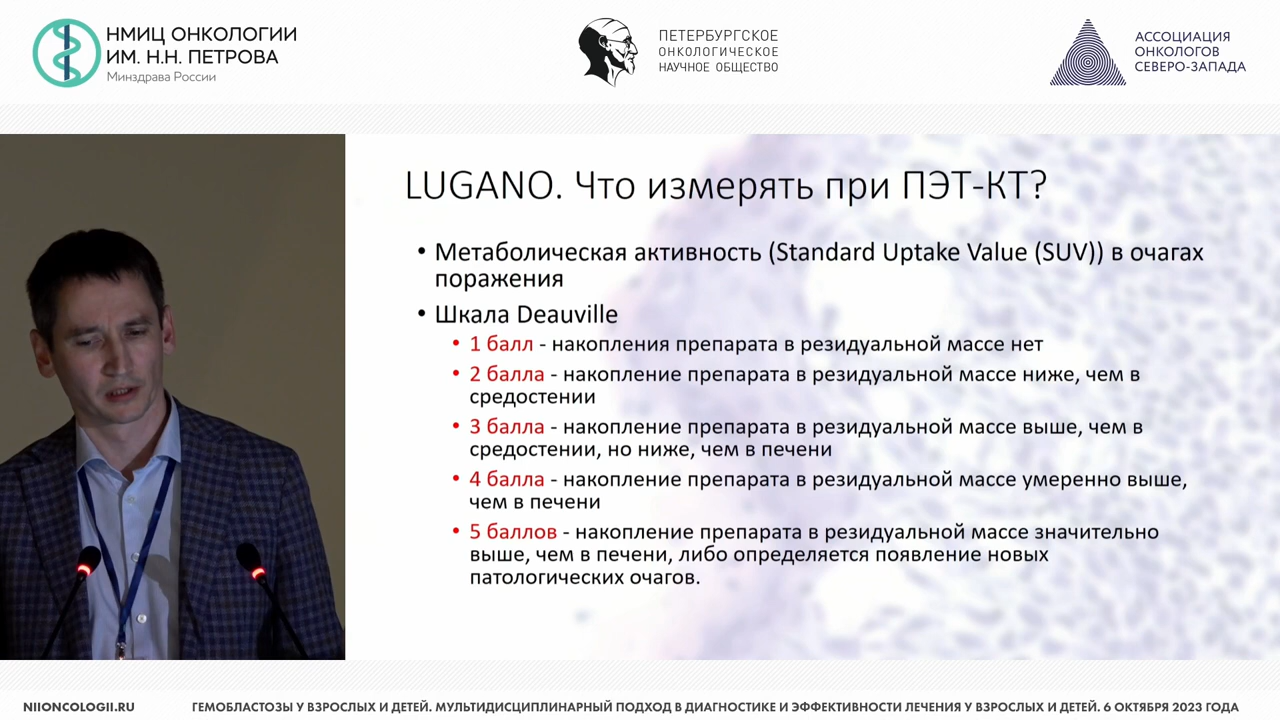 НМИЦ ОНКОЛОГИИ
ИМ. Н.Н. ПЕТРОВА
Минздрава России
ПЕТЕРБУРГСКОЕ
ОНКОЛОГИЧЕСКОЕ
НАУЧНОЕ ОБЩЕСТВО
АССОЦИАЦИЯ
ОНКОЛОГОВ
СЕВЕРО-ЗАПАДА
LUGANO. Что измерять при ПЭТ-КТ?
• Метаболическая активность (Standard Uptake Value (SUV)) в очагах
поражения
• Шкала Deauville
• 1 балл - накопления препарата в резидуальной массе нет
• 2 балла - накопление препарата в резидуальной массе ниже, чем в
средостении
• 3 балла - накопление препарата в резидуальной массе выше, чем в
средостении, но ниже, чем в печени
• 4 балла - накопление препарата в резидуальной массе умеренно выше,
чем в печени
• 5 баллов - накопление препарата в резидуальной массе значительно
выше, чем в печени, либо определяется появление новых
патологических очагов.
NIIONCOLOGII.RU
ГЕМОБЛАСТОЗЫ У ВЗРОСЛЫХ И ДЕТЕЙ. МУЛЬТИДИСЦИПЛИНАРНЫЙ ПОДХОД В ДИАГНОСТИКЕ И ЭФФЕКТИВНОСТИ ЛЕЧЕНИЯ У ВЗРОСЛЫХ И ДЕТЕЙ. 6 ОКТЯБРЯ 2023 ГОДА